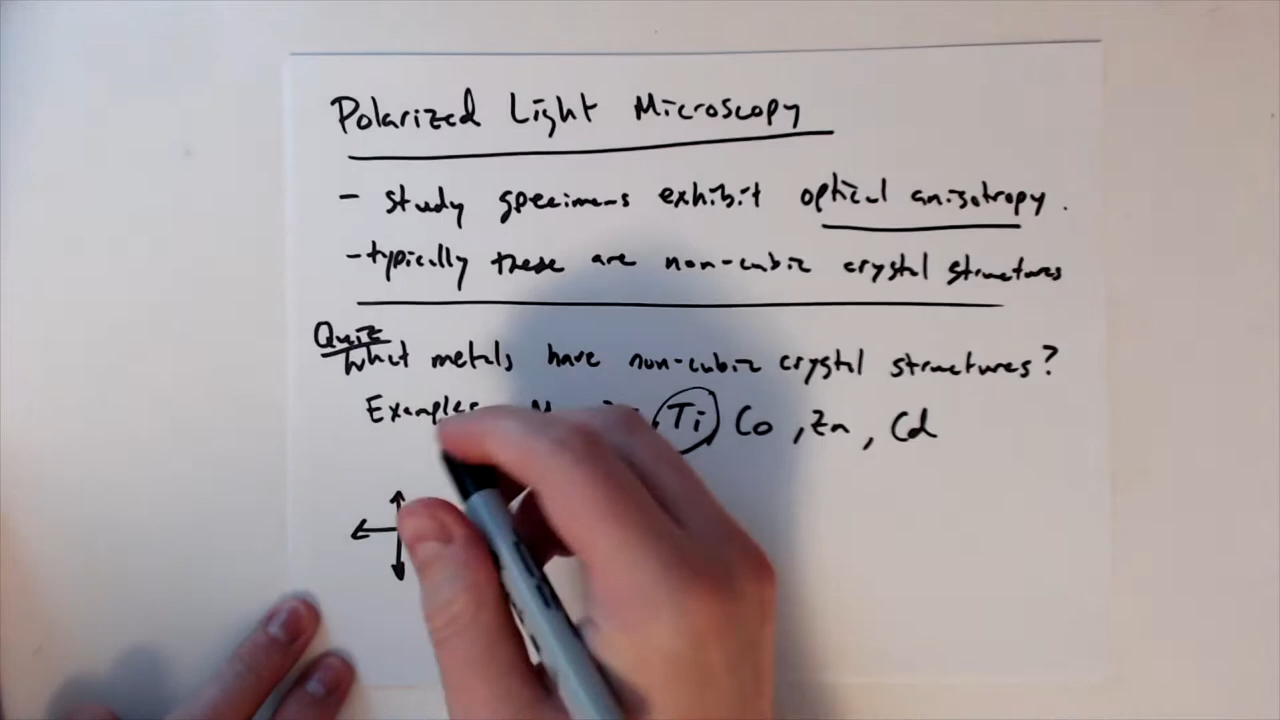 Polarized Light Microscopy
- study specimens exhibit optical anisotropy.
- typically these are non-cubic crystal structures
Quiz
What metals have non-cubic crystal structures?
Examples Ti Co, Zn, Cd